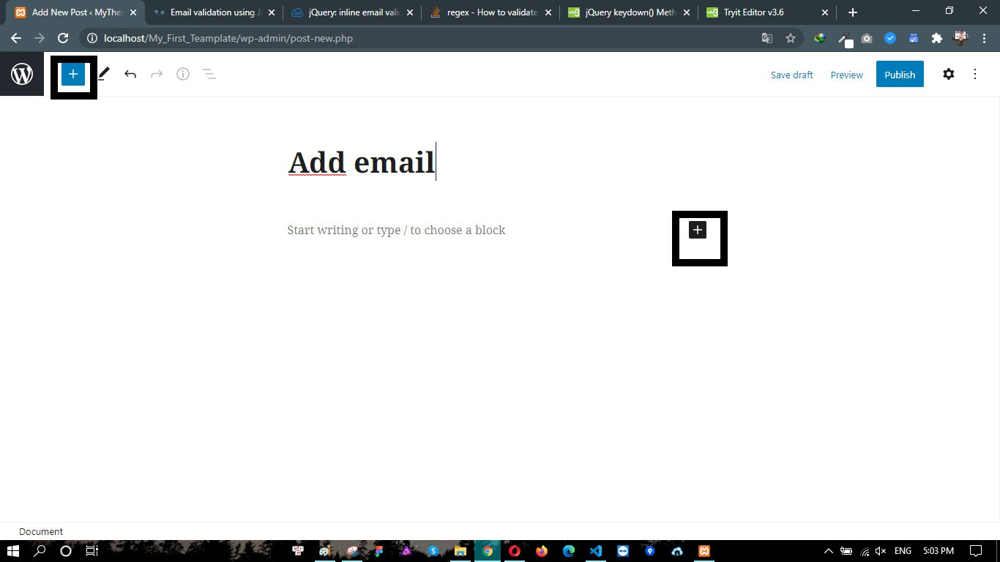 Add New Post ‹ MyThe
Email validation using J
jQuery: inline email vali
regex - How to validate
jQuery keydown() Meth
Tryit Editor v3.6
localhost/My_First_Teamplate/wp-admin/post-new.php
Save draft
Preview
Publish
Add email
Start writing or type / to choose a block
Document
ENG
5:03 PM